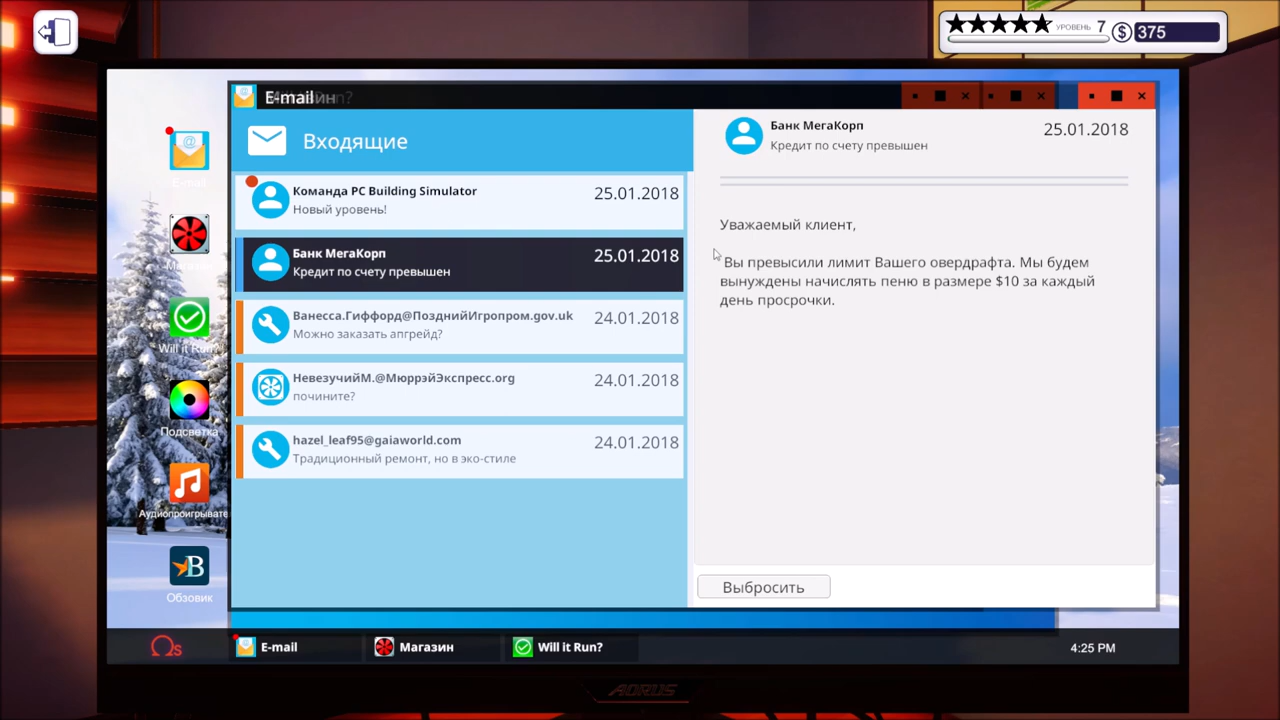 УРОВЕНЬ 7
$ 375
E-mail
Входящие
Команда PC Building Simulator
Новый уровень!
25.01.2018
Банк МегаКорп
Кредит по счету превышен
25.01.2018
Ванесса.Гиффорд@ПозднийИгропром.gov.uk
Можно заказать апгрейд?
24.01.2018
НевезучийМ.@МюррэйЭкспресс.org
почините?
24.01.2018
hazel_leaf95@gaiaworld.com
Традиционный ремонт, но в эко-стиле
24.01.2018
Банк МегаКорп
Кредит по счету превышен
25.01.2018
Уважаемый клиент,
Вы превысили лимит Вашего овердрафта. Мы будем
вынуждены начислять пеню в размере $10 за каждый
день просрочки.
Выбросить
E-mail
Will it Run?
Подсветка
Аудиопроигрывате
B
Обзовик
Ωs
E-mail
Магазин
Will it Run?
4:25 PM
AORUS